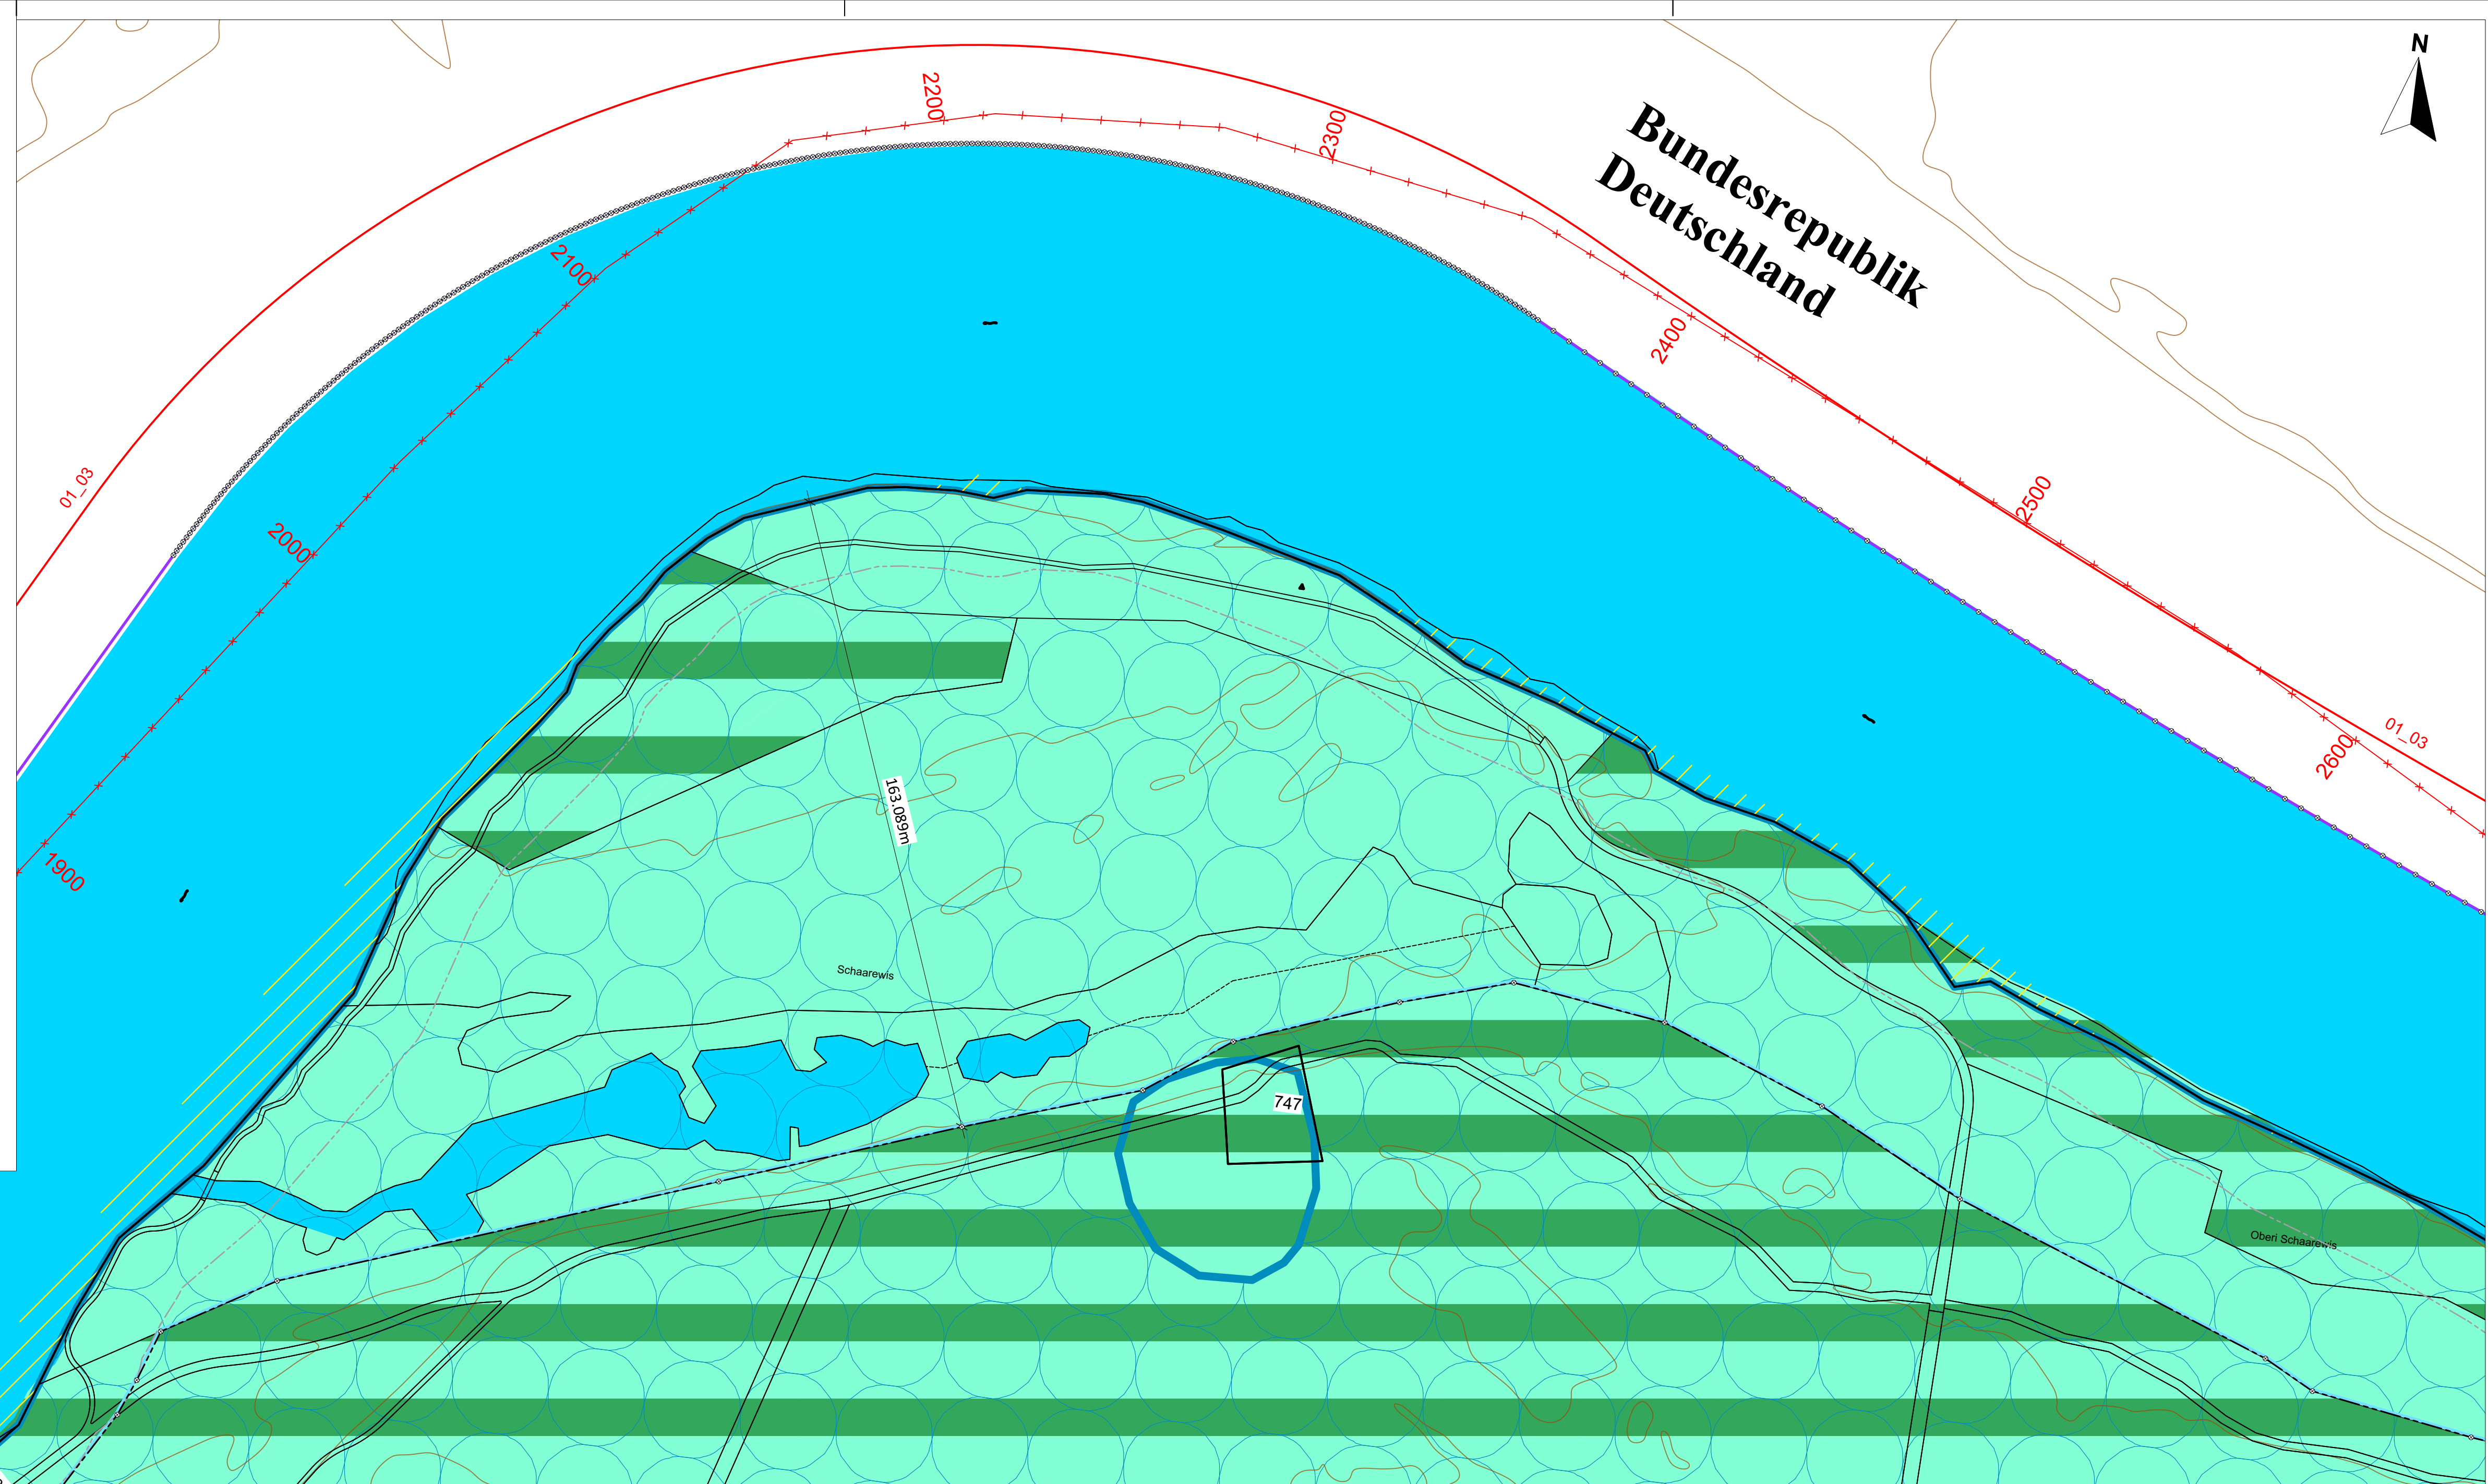 N
2200
2300
Bundesrepublik
Deutschland
2100
2400
01_03
2500
2000
01_03
2600
163.089m
1900
Schaarewis
747
Oberi Schaarewis